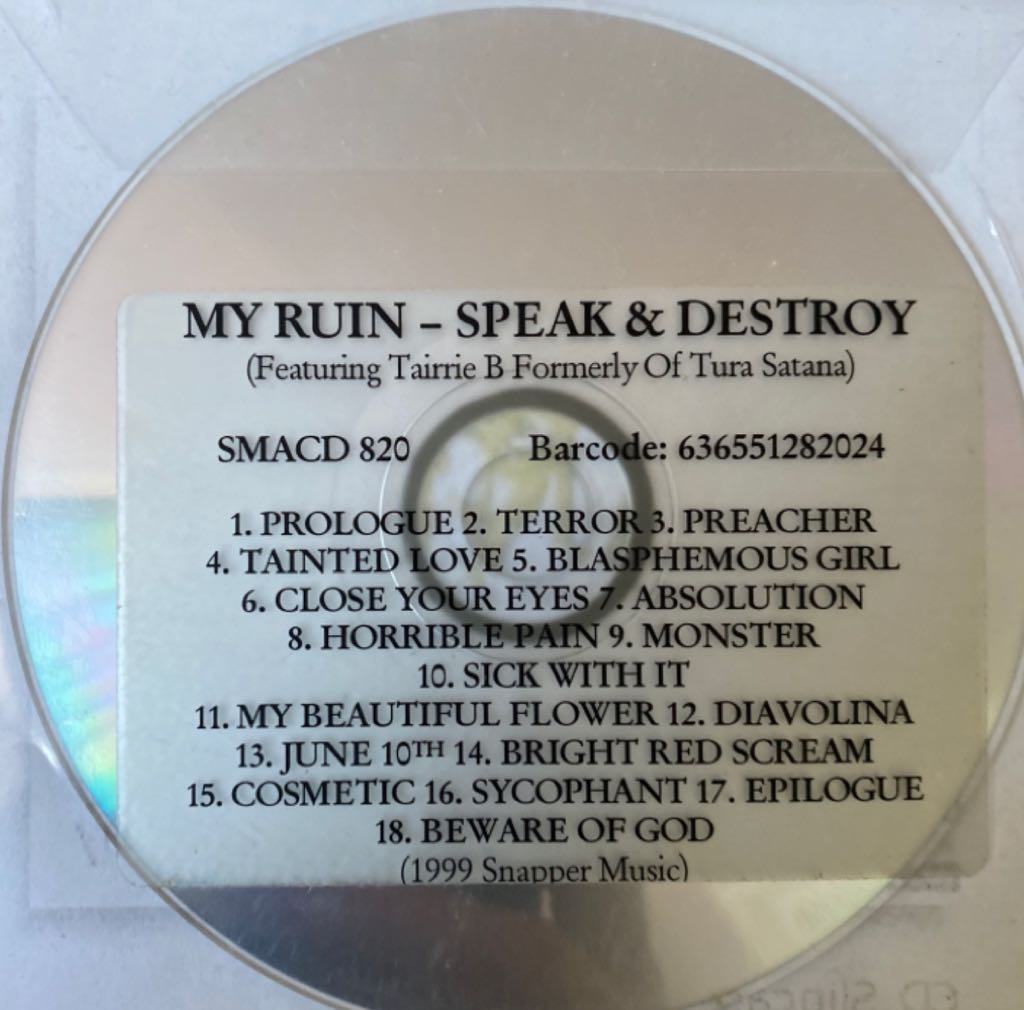 MY RUIN – SPEAK & DESTROY
(Featuring Tairrie B Formerly Of Tura Satana)
SMACD 820 Barcode: 636551282024
1. PROLOGUE 2. TERROR 3. PREACHER
4. TAINTED LOVE 5. BLASPHEMOUS GIRL
6. CLOSE YOUR EYES 7. ABSOLUTION
8. HORRIBLE PAIN 9. MONSTER
10. SICK WITH IT
11. MY BEAUTIFUL FLOWER 12. DIAVOLINA
13. JUNE 10TH 14. BRIGHT RED SCREAM
15. COSMETIC 16. SYCOPHANT 17. EPILOGUE
18. BEWARE OF GOD
(1999 Snapper Music)